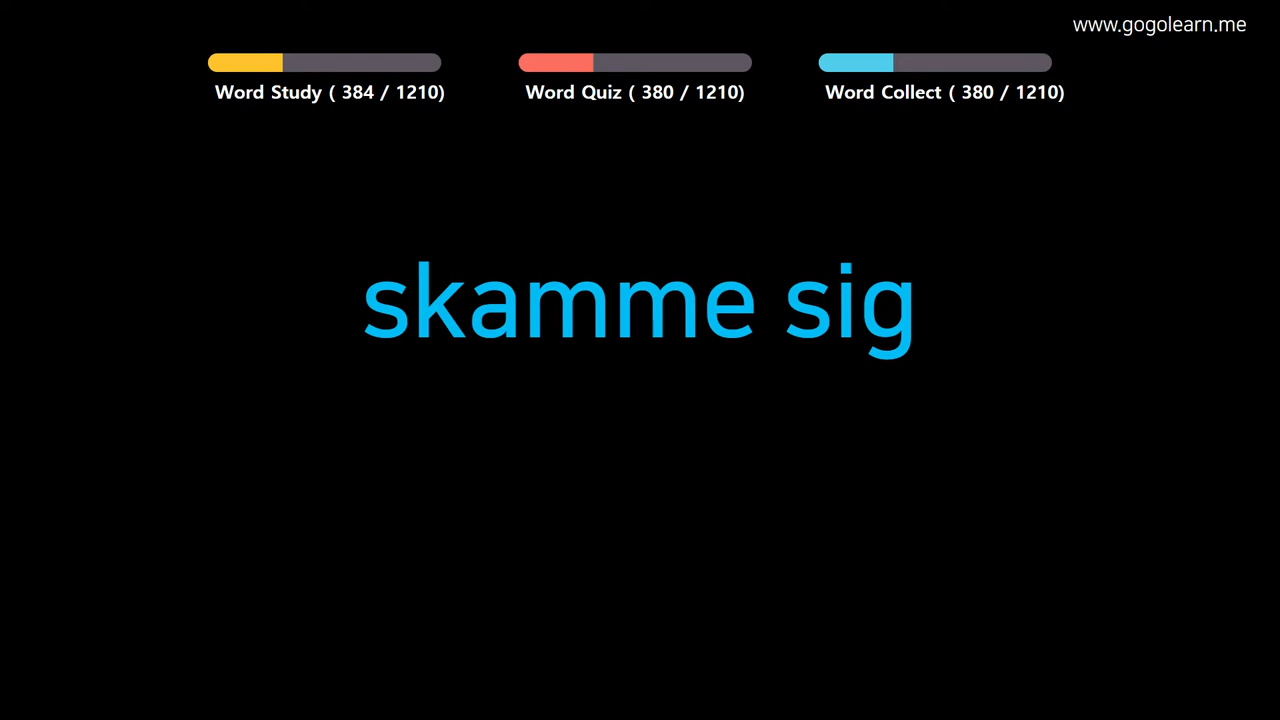 www.gogolearn.me
Word Study ( 384 / 1210)
Word Quiz ( 380 / 1210)
Word Collect ( 380 / 1210)
skamme sig